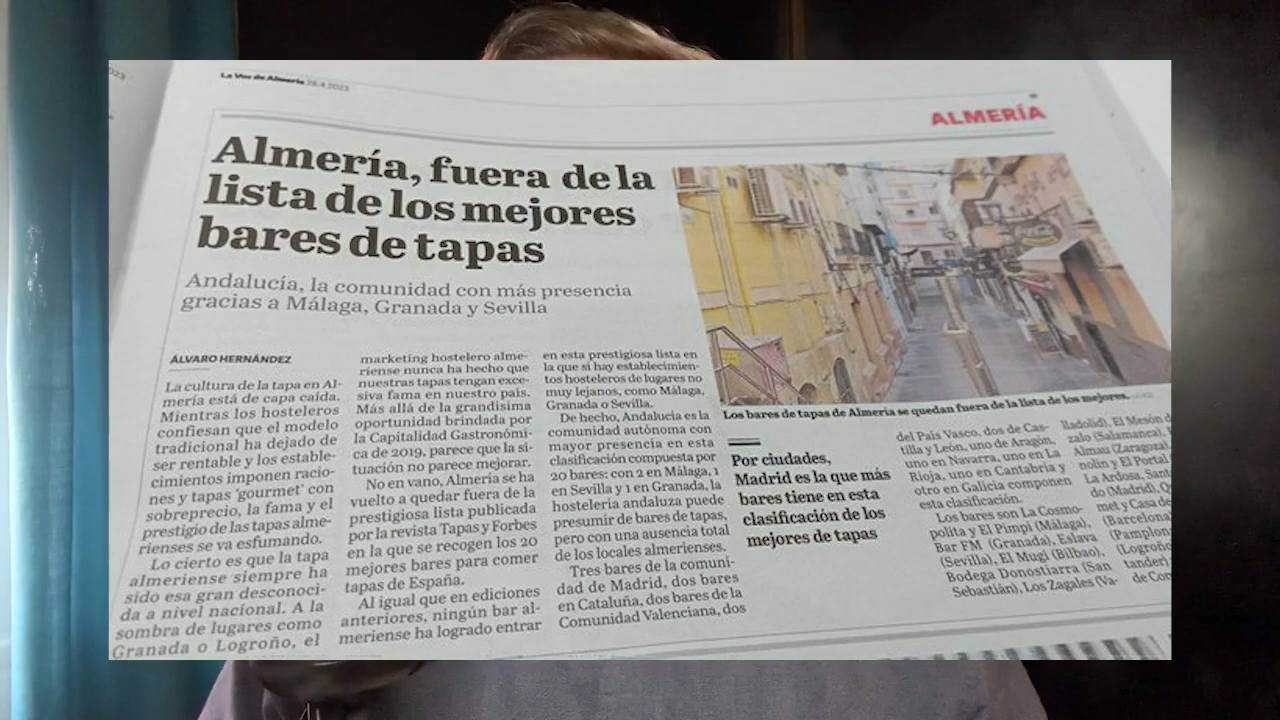 La Voz de Almería 26.4.2023
ALMERÍA
Almería, fuera de la
lista de los mejores
bares de tapas
Andalucía, la comunidad con más presencia
gracias a Málaga, Granada y Sevilla
ÁLVARO HERNÁNDEZ
La cultura de la tapa en Al-
mería está de capa caída.
Mientras los hosteleros
confiesan que el modelo
tradicional ha dejado de
ser rentable y los estable-
cimientos imponen racio-
nes y tapas 'gourmet' con
sobreprecio, la fama y el
prestigio de las tapas alme-
rienses se va esfumando.
Lo cierto es que la tapa
almeriense siempre ha
sido esa gran desconoci-
da a nivel nacional. A la
sombra de lugares como
Granada o Logroño, el
marketing hostelero alme-
riense nunca ha hecho que
nuestras tapas tengan exce-
siva fama en nuestro país.
Más allá de la grandísima
oportunidad brindada por
la Capitalidad Gastronómi-
ca de 2019, parece que la si-
tuación no parece mejorar.
No en vano, Almería se ha
vuelto a quedar fuera de la
prestigiosa lista publicada
por la revista Tapas y Forbes
en la que se recogen los 20
mejores bares para comer
tapas de España.
Al igual que en ediciones
anteriores, ningún bar al-
meriense ha logrado entrar
en esta prestigiosa lista en
la que sí hay establecimien-
tos hosteleros de lugares no
muy lejanos, como Málaga,
Granada o Sevilla.
De hecho, Andalucía es la
comunidad autónoma con
mayor presencia en esta
clasificación compuesta por
20 bares: con 2 en Málaga, 1
en Sevilla y 1 en Granada, la
hostelería andaluza puede
presumir de bares de tapas,
pero con una ausencia total
de los locales almerienses.
Tres bares de la comuni-
dad de Madrid, dos bares
en Cataluña, dos bares de la
Comunidad Valenciana, dos
Los bares de tapas de Almería se quedan fuera de la lista de los mejores.
Por ciudades,
Madrid es la que más
bares tiene en esta
clasificación de los
mejores de tapas
del País Vasco, dos de Cas-
tilla y León, uno de Aragón,
uno en Navarra, uno en La
Rioja, uno en Cantabria y
otro en Galicia componen
esta clasificación.
Los bares son La Cosmo-
polita y El Pimpi (Málaga),
Bar FM (Granada), Eslava
(Sevilla), El Mugi (Bilbao),
Bodega Donostiarra (San
Sebastián), Los Zagales (Va-
lladolid), El Mesón d
zalo (Salamanca),
Almau (Zaragoza
nolin y El Portal
La Ardosa, Sant
do (Madrid), Q
met y Casa de
(Barcelona
(Pamplon
(Logroño
tander)
de Cor